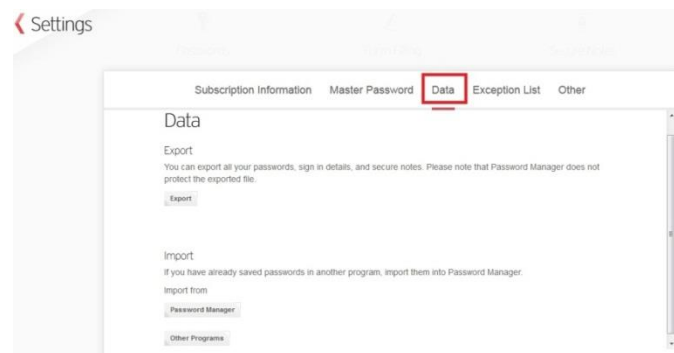 Settings
Subscription Information Master Password Data Exception List Other
Data
Export
You can export all your passwords, sign in details, and secure notes. Please note that Password Manager does not
protect the exported file.
Export
Import
If you have already saved passwords in another program, import them into Password Manager.
Import from
Password Manager
Other Programs